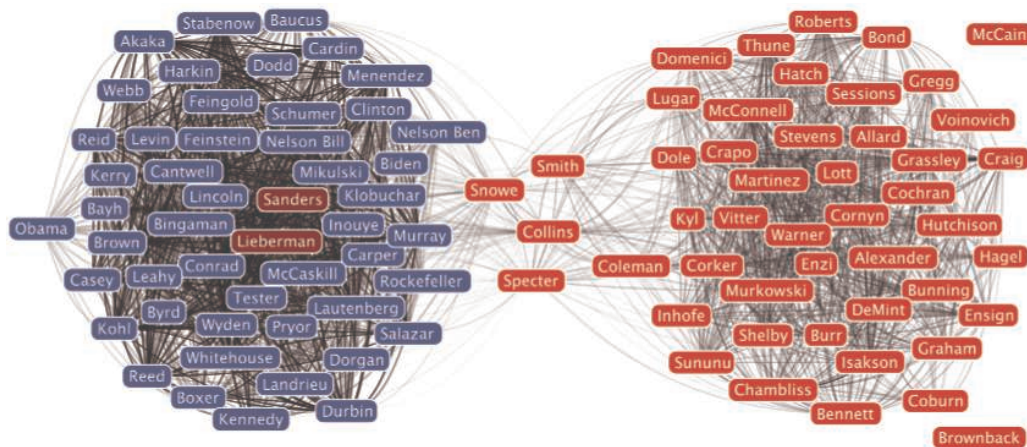 Baucus
Stabenow
Akaka
Cardin
Dodd
Harkin
Menendez
Webb
Feingold
Schumer
Clinton
Reid
Levin
Feinstein
Nelson Bill
Nelson Ben
Kerry
Cantwell
Mikulski
Biden
Lincoln
Sanders
Klobuchar
Bayh
Obama
Bingaman
Inouye
Brown
Lieberman
Murray
Casey
Leahy
Conrad
McCaskill
Carper
Rockefeller
Tester
Byrd
Lautenberg
Kohl
Wyden
Pryor
Salazar
Whitehouse
Dorgan
Reed
Landrieu
Boxer
Kennedy
Durbin
Smith
Snowe
Collins
Specter
Roberts
McCain
Thune
Bond
Domenici
Hatch
Gregg
Lugar
McConnell
Sessions
Voinovich
Stevens
Allard
Dole
Crapo
Grassley
Craig
Martinez
Lott
Cochran
Kyl
Vitter
Cornyn
Hutchison
Warner
Coleman
Corker
Enzi
Alexander
Hagel
Murkowski
Bunning
Inhofe
DeMint
Ensign
Shelby
Burr
Graham
Sununu
Isakson
Chambliss
Coburn
Bennett
Brownback